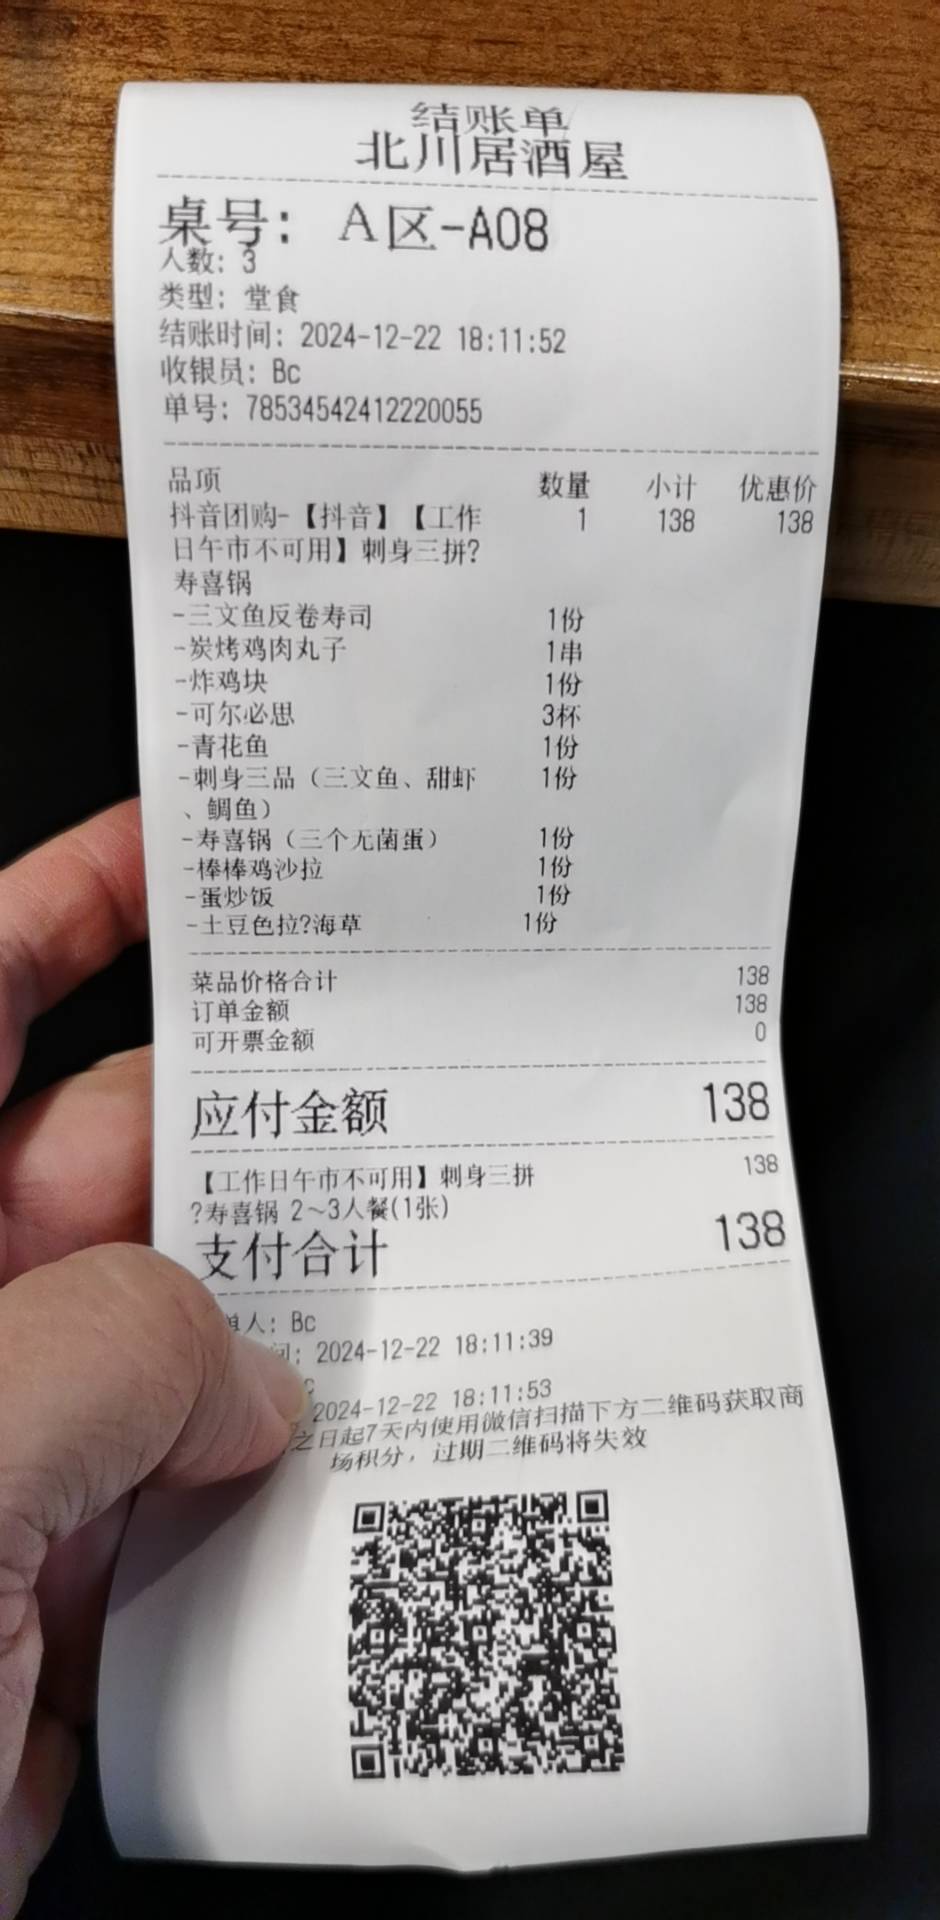 结账单
北川居酒屋
桌号： A区-A08
人数：3
类型：堂食
结账时间：2024-12-22 18:11:52
收银员：Bc
单号：78534542412220055
品项 数量 小计 优惠价
抖音团购-【抖音】【工作 1 138 138
日午市不可用】刺身三拼?
寿喜锅
-三文鱼反卷寿司 1份
-炭烤鸡肉丸子 1串
-炸鸡块 1份
-可尔必思 3杯
-青花鱼 1份
-刺身三品（三文鱼、甜虾 1份
、鲷鱼）
-寿喜锅（三个无菌蛋） 1份
-棒棒鸡沙拉 1份
-蛋炒饭 1份
-土豆色拉?海草 1份
菜品价格合计 138
订单金额 138
可开票金额 0
应付金额 138
【工作日午市不可用】刺身三拼 138
?寿喜锅 2～3人餐(1张)
支付合计 138
单人：Bc
间：2024-12-22 18:11:39
c
2024-12-22 18:11:53
之日起7天内使用微信扫描下方二维码获取商
场积分，过期二维码将失效